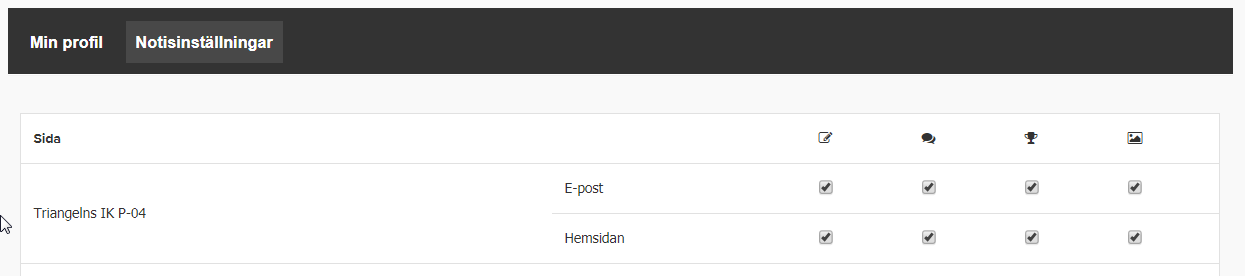 Min profil Notisinställningar
Sida
E-post
Triangelns IK P-04
Hemsidan